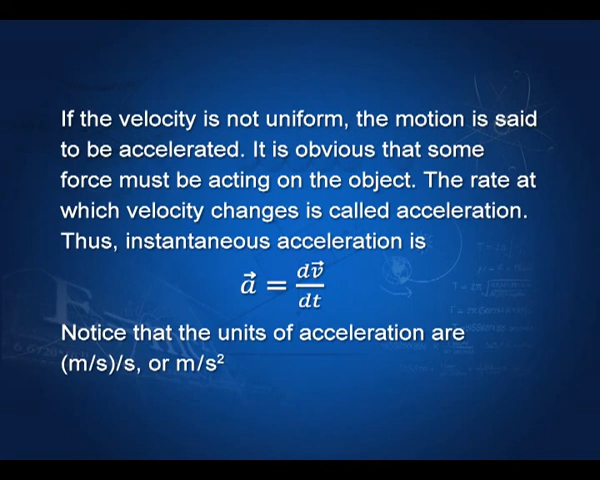 If the velocity is not uniform, the motion is said
to be accelerated. It is obvious that some
force must be acting on the object. The rate at
which velocity changes is called acceleration.
Thus, instantaneous acceleration is
a⃗ = dv⃗/dt
Notice that the units of acceleration are
(m/s)/s, or m/s²